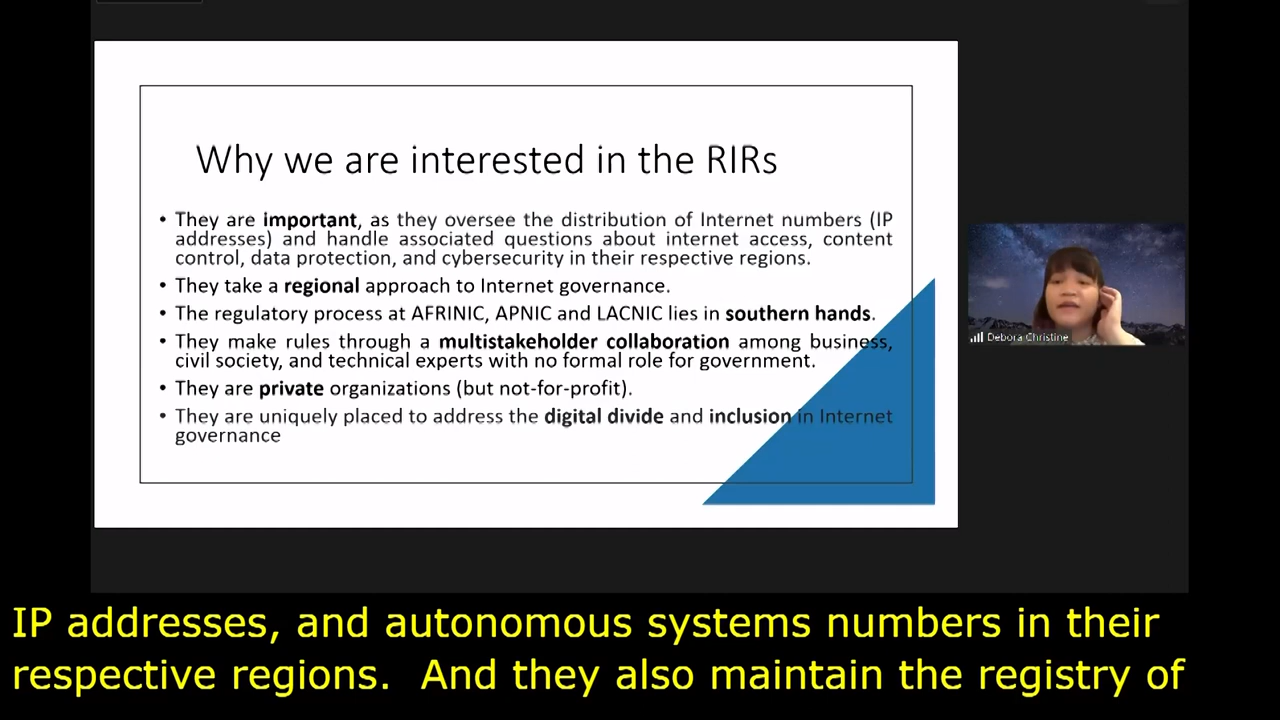 Why we are interested in the RIRs
• They are important, as they oversee the distribution of Internet numbers (IP
addresses) and handle associated questions about internet access, content
control, data protection, and cybersecurity in their respective regions.
• They take a regional approach to Internet governance.
• The regulatory process at AFRINIC, APNIC and LACNIC lies in southern hands.
• They make rules through a multistakeholder collaboration among business,
civil society, and technical experts with no formal role for government.
• They are private organizations (but not-for-profit).
• They are uniquely placed to address the digital divide and inclusion in Internet
governance
Debora Christine
IP addresses, and autonomous systems numbers in their
respective regions.  And they also maintain the registry of